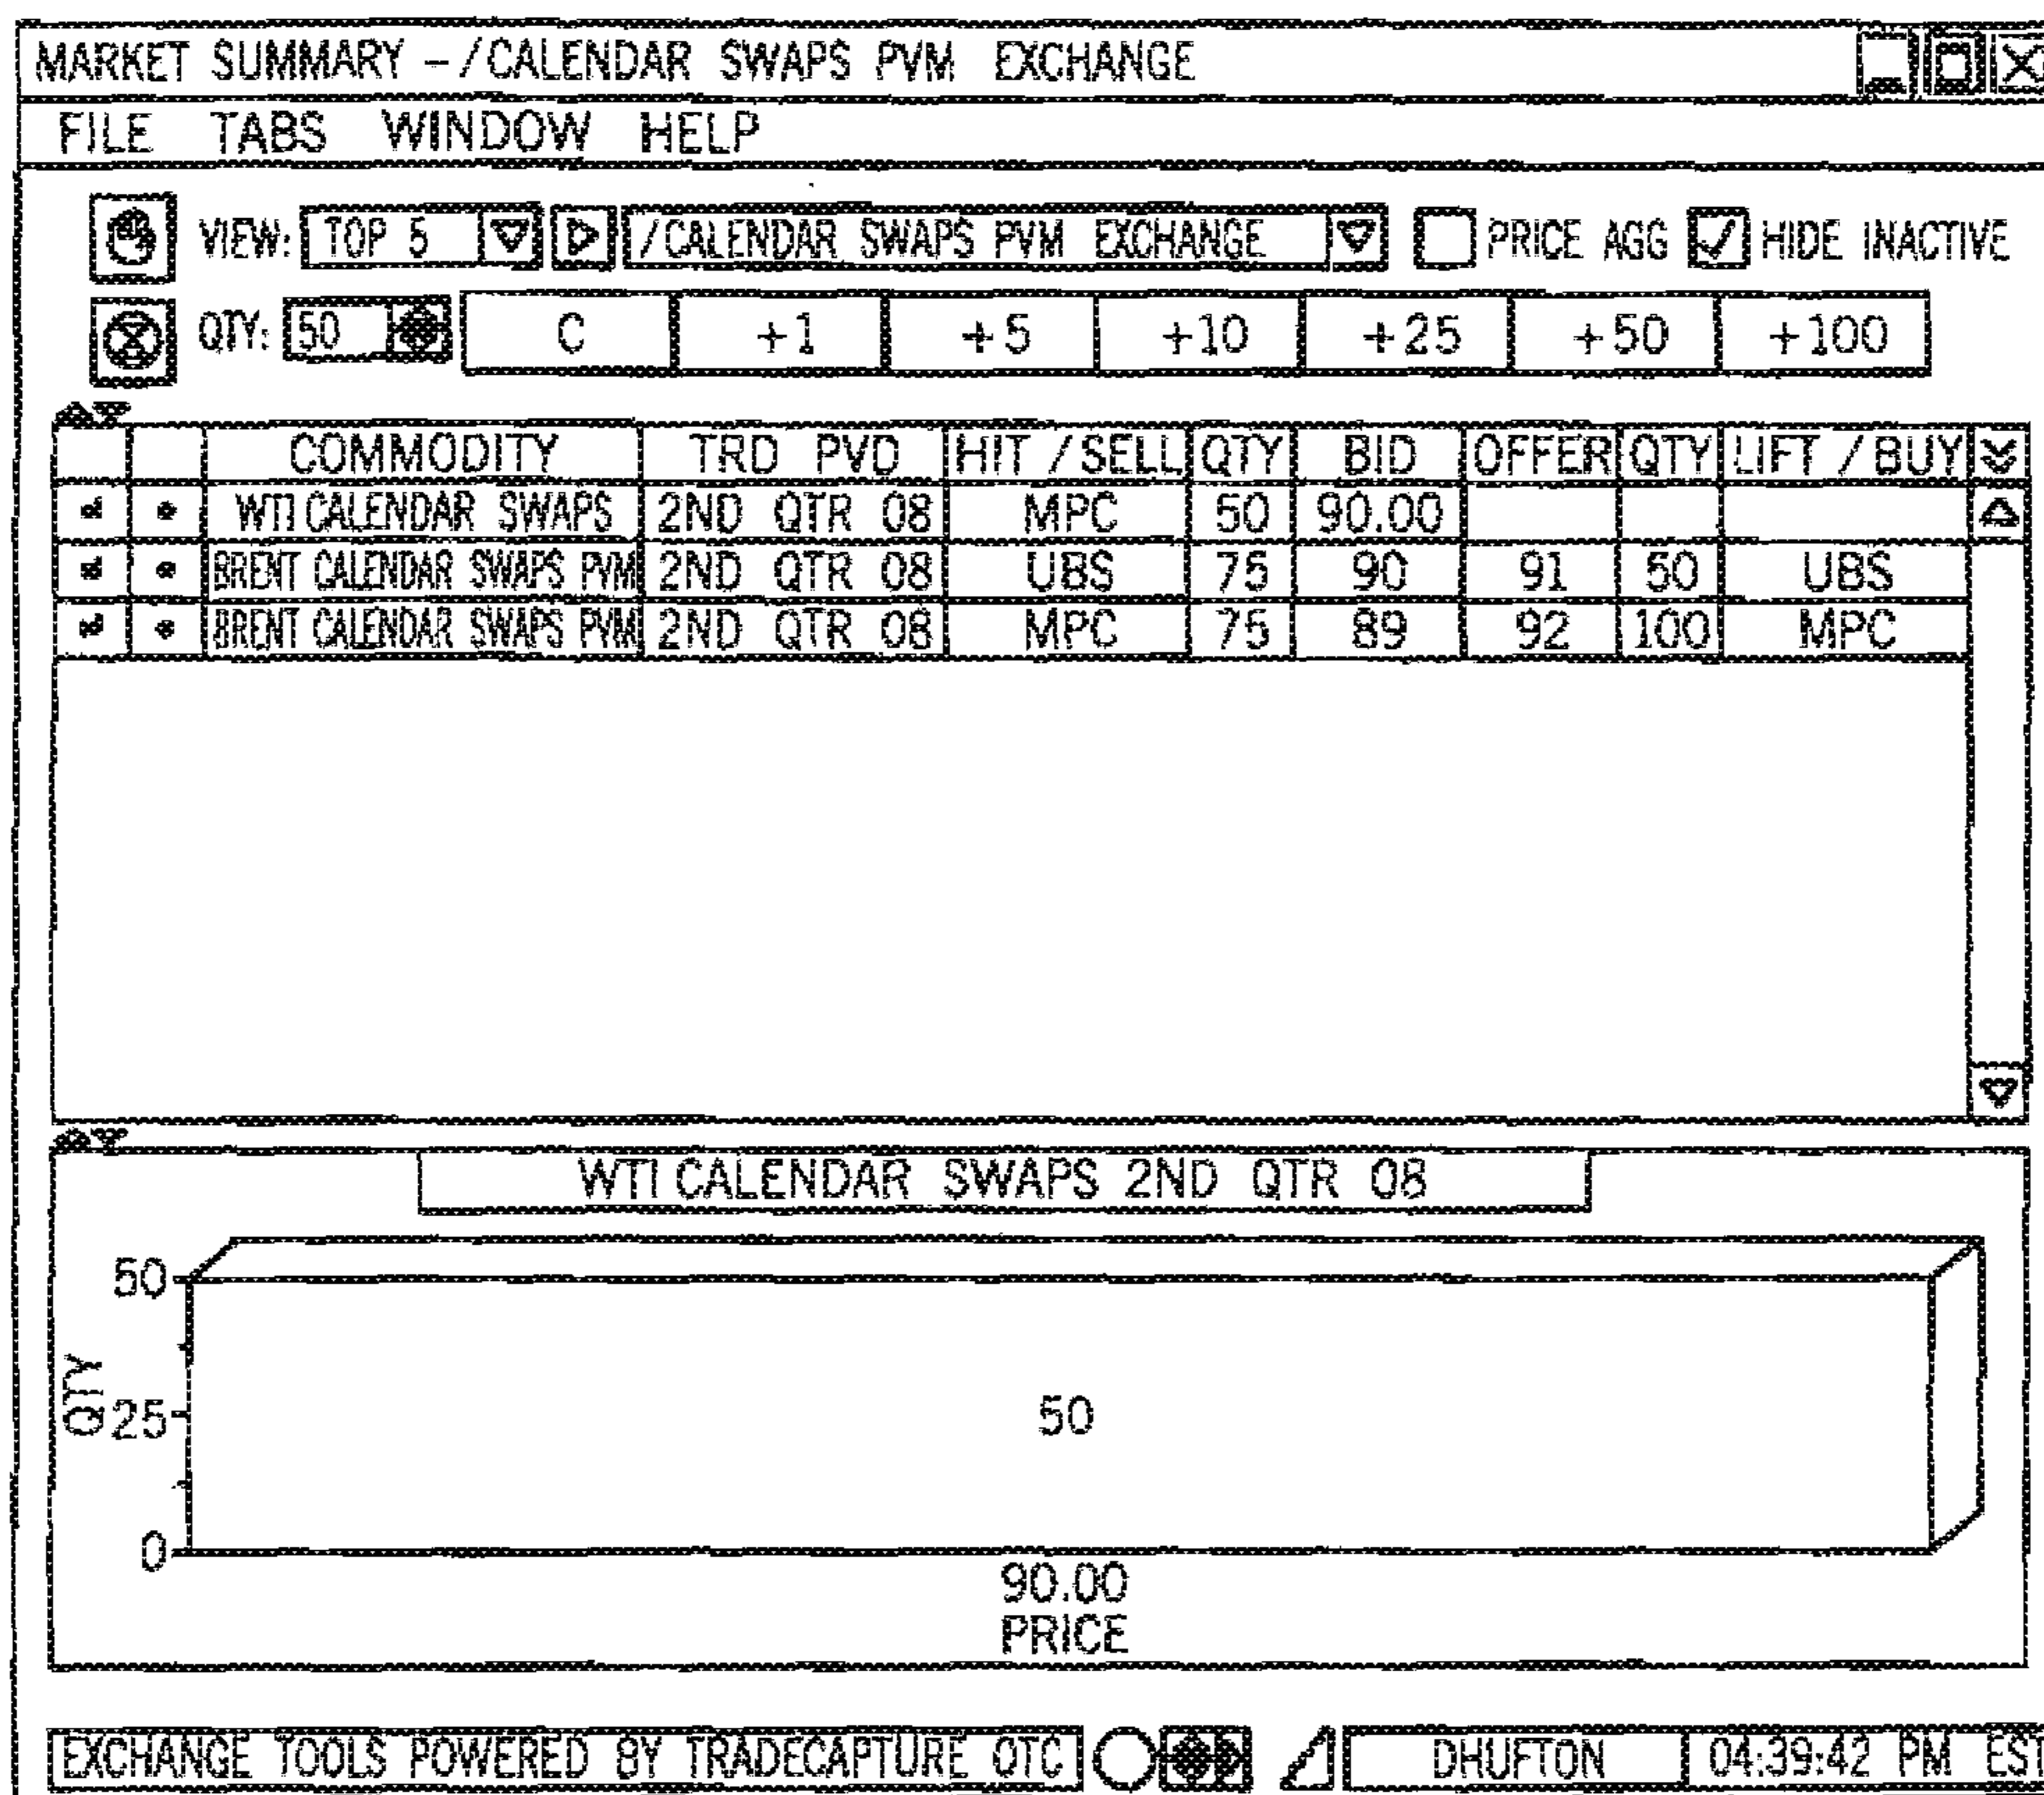 MARKET SUMMARY - /CALENDAR SWAPS PVM EXCHANGE
FILE TABS WINDOW HELP
VIEW: TOP 5 /CALENDAR SWAPS PVM EXCHANGE PRICE AGG HIDE INACTIVE
QTY: 50 C +1 +5 +10 +25 +50 +100
COMMODITY TRD PVD HIT / SELL QTY BID OFFER QTY LIFT / BUY
WTI CALENDAR SWAPS 2ND QTR 08 MPC 50 90.00
BRENT CALENDAR SWAPS PVM 2ND QTR 08 UBS 75 90 91 50 UBS
BRENT CALENDAR SWAPS PVM 2ND QTR 08 MPC 75 89 92 100 MPC
WTI CALENDAR SWAPS 2ND QTR 08
50
QTY
25
50
0
90.00
PRICE
EXCHANGE TOOLS POWERED BY TRADECAPTURE OTC DHUFTON 04:39:42 PM EST